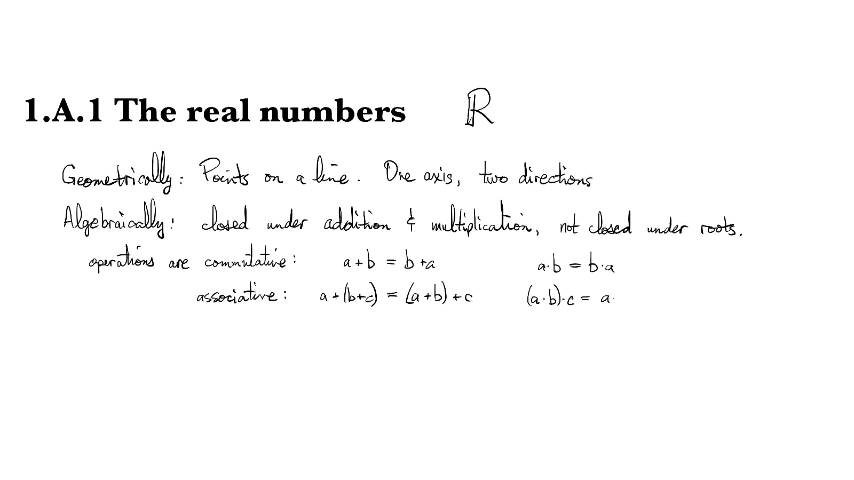 1.A.1 The real numbers ℝ
Geometrically: Points on a line. One axis, two directions
Algebraically: closed under addition & multiplication, not closed under roots.
operations are commutative: a+b = b+a a·b = b·a
associative: a+(b+c) = (a+b)+c (a·b)·c = a·